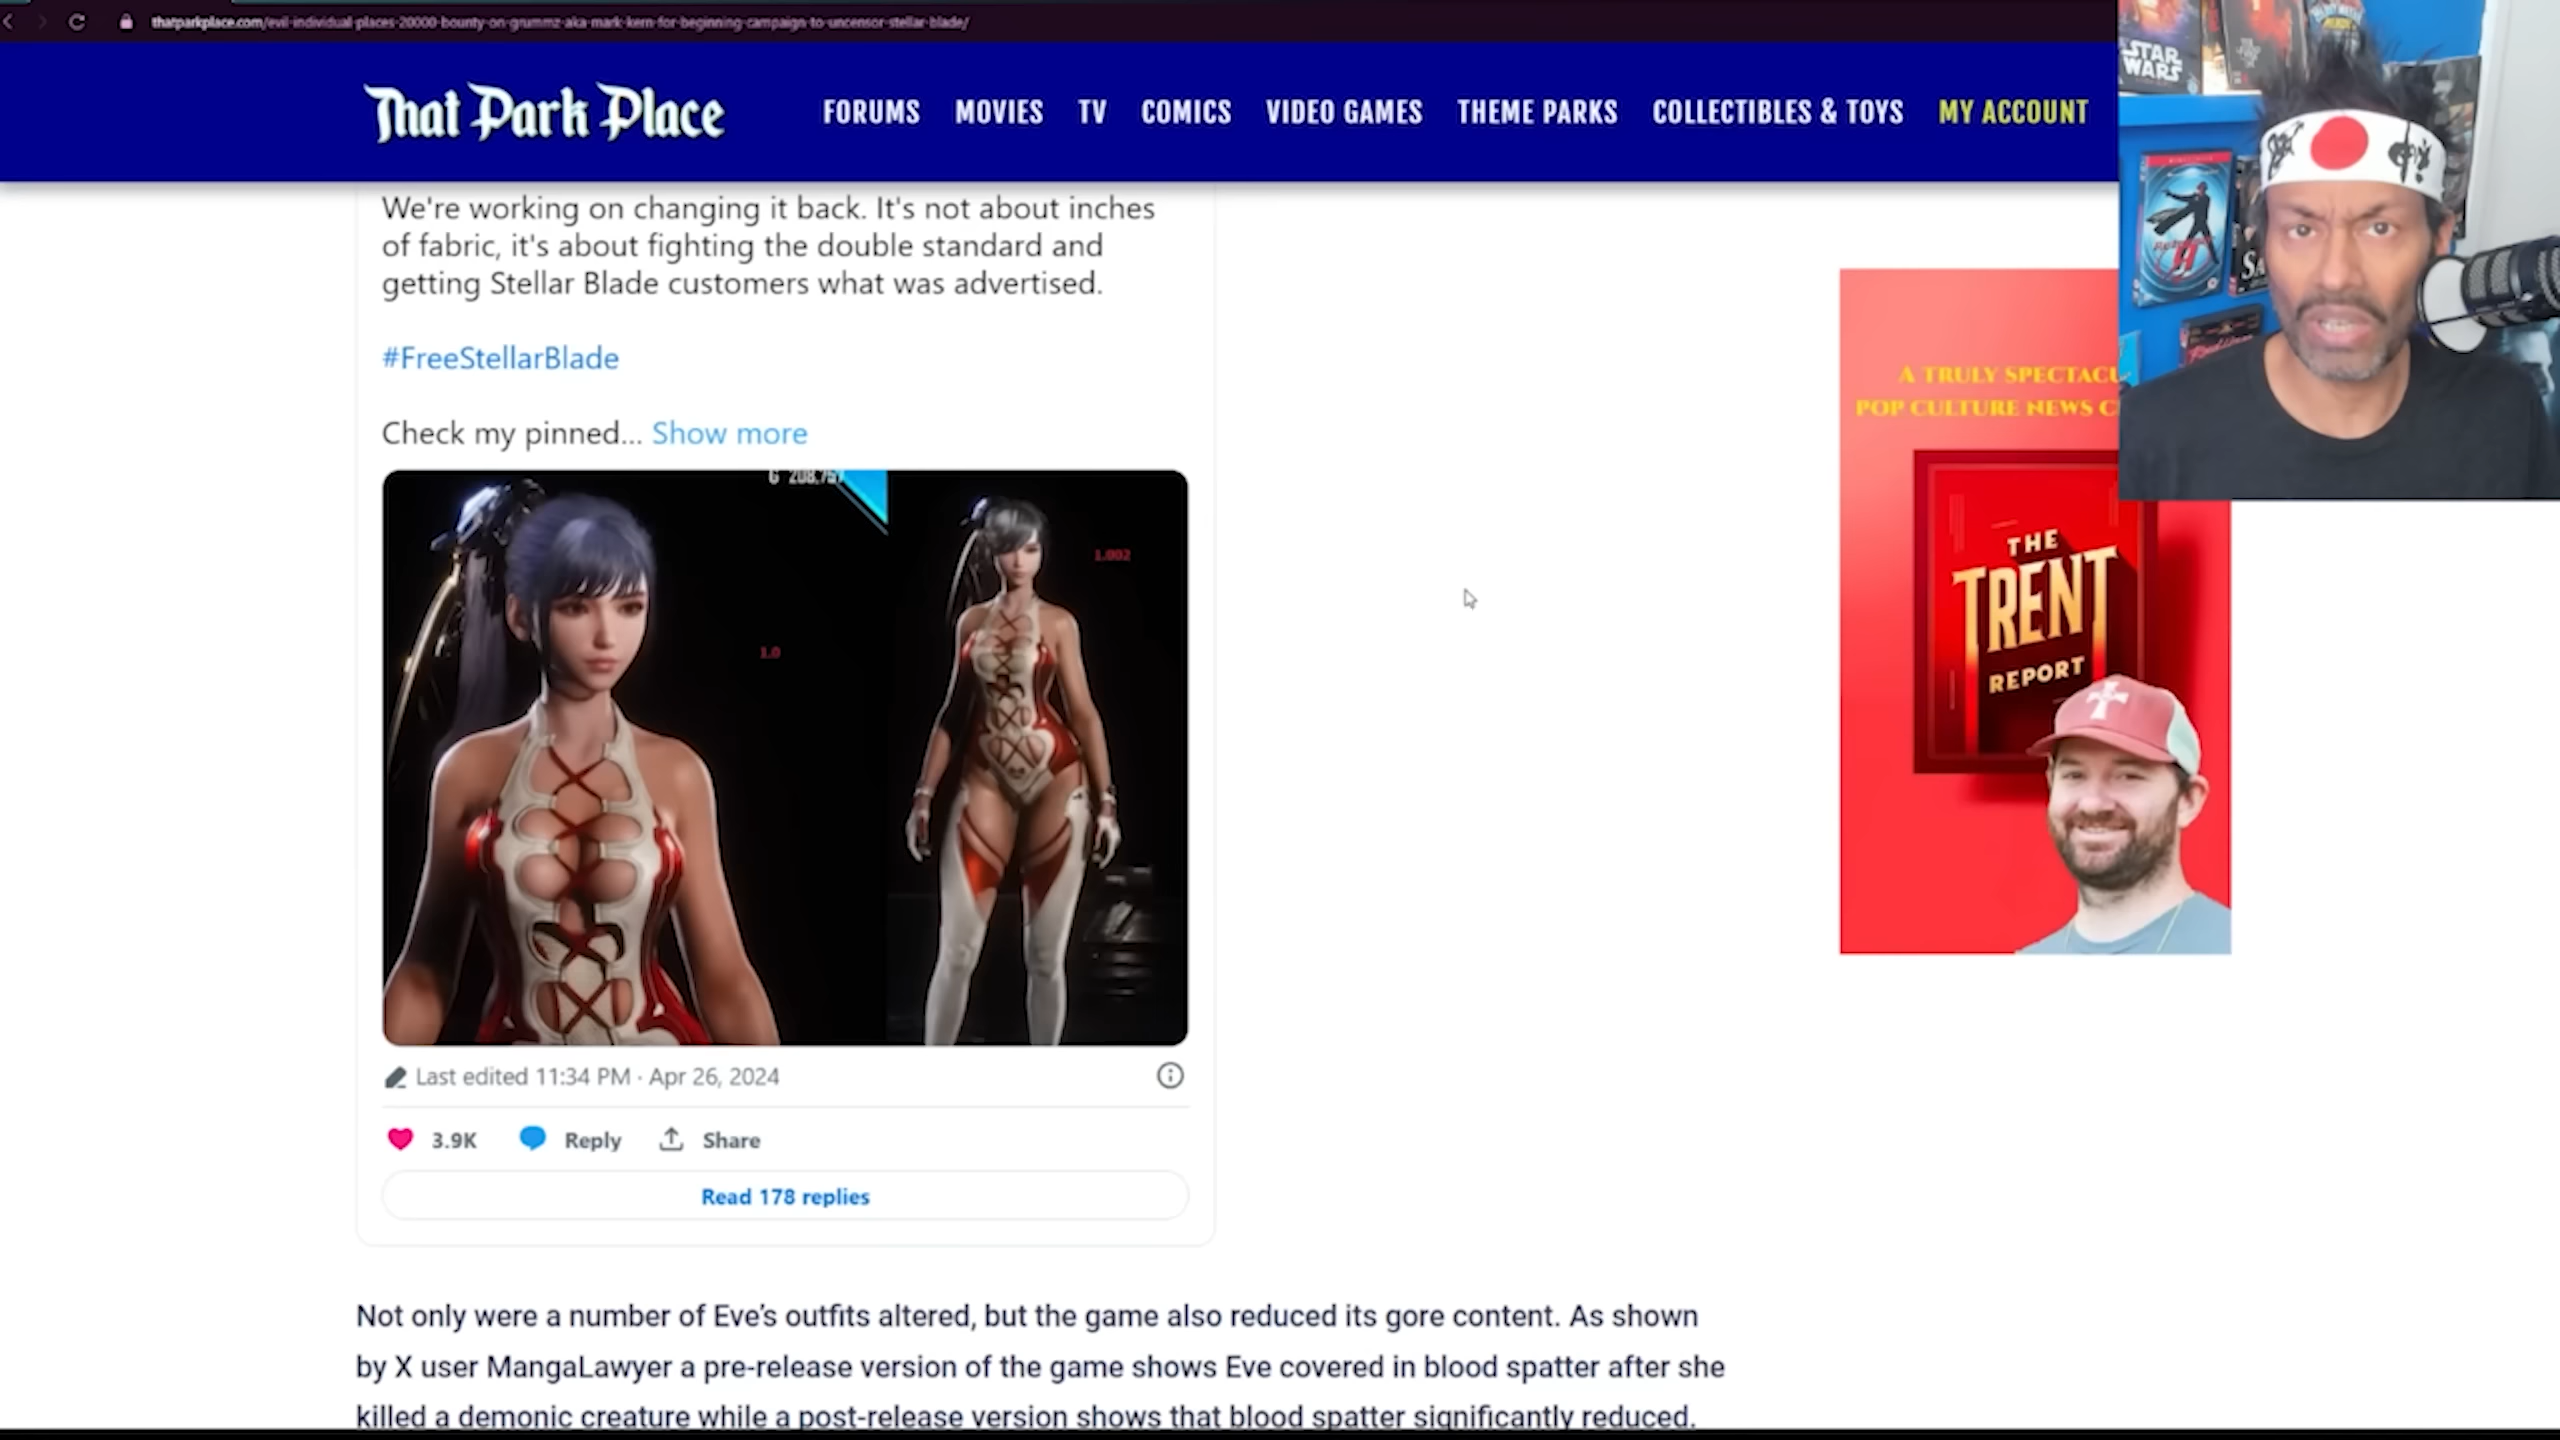 thatparkplace.com/evil-individual-places-20000-bounty-on-grummz-aka-mark-kern-for-beginning-campaign-to-uncensor-stellar-blade/
That Park Place
FORUMS MOVIES TV COMICS VIDEO GAMES THEME PARKS COLLECTIBLES & TOYS MY ACCOUNT
STAR
WARS
We're working on changing it back. It's not about inches
of fabric, it's about fighting the double standard and
getting Stellar Blade customers what was advertised.
#FreeStellarBlade
Check my pinned... Show more
G 208,757
1.0
1.002
A TRULY SPECTACU
POP CULTURE NEWS C
THE
TRENT
REPORT
Last edited 11:34 PM · Apr 26, 2024
3.9K Reply Share
Read 178 replies
Not only were a number of Eve's outfits altered, but the game also reduced its gore content. As shown
by X user MangaLawyer a pre-release version of the game shows Eve covered in blood spatter after she
killed a demonic creature while a post-release version shows that blood spatter significantly reduced.